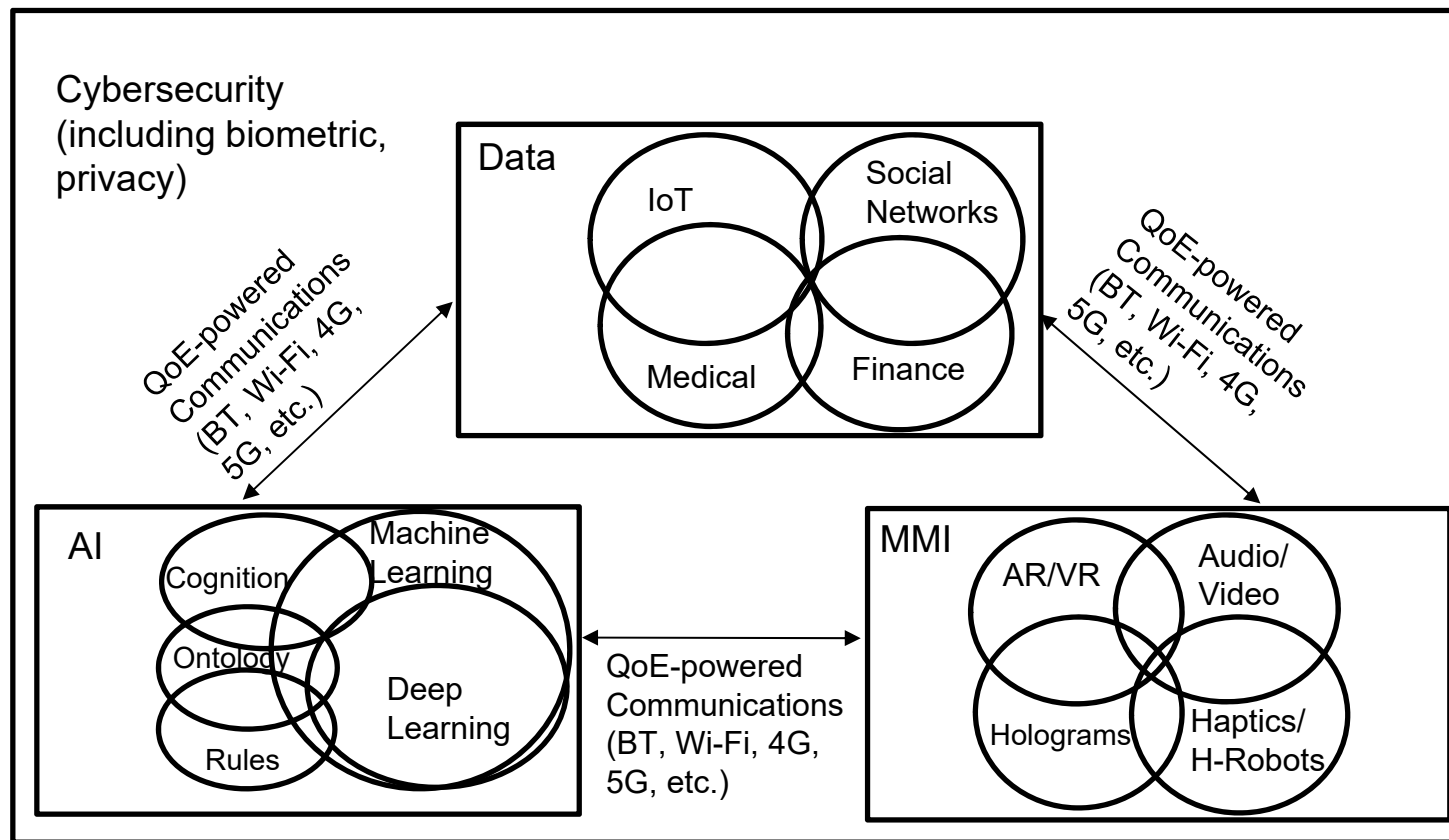 Cybersecurity
(including biometric,
privacy)
Data
IoT
Social
Networks
Medical
Finance
QoE-powered
Communications
(BT, Wi-Fi, 4G,
5G, etc.)
QoE-powered
Communications
(BT, Wi-Fi, 4G,
5G, etc.)
AI
Cognition
Machine
Learning
Ontolody
Deep
Learning
Rules
QoE-powered
Communications
(BT, Wi-Fi, 4G,
5G, etc.)
MMI
AR/VR
Audio/
Video
Holograms
Haptics/
H-Robots